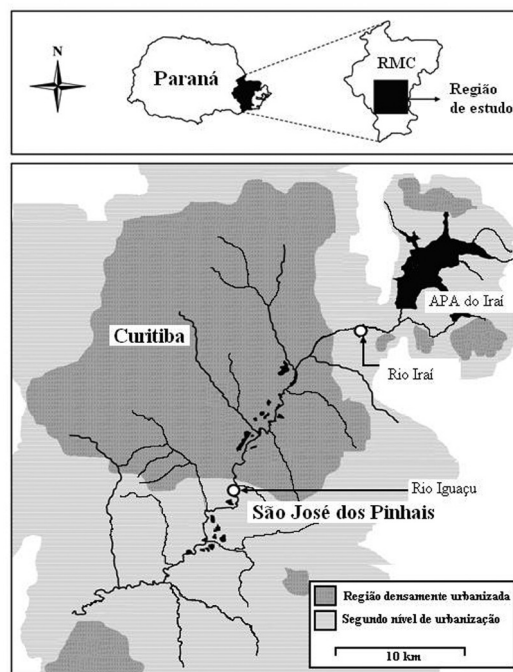 N
Paraná
RMC
Região
de estudo
APA do Iraí
Curitiba
Rio Iraí
Rio Iguaçu
São José dos Pinhais
Região densamente urbanizada
Segundo nível de urbanização
10 km